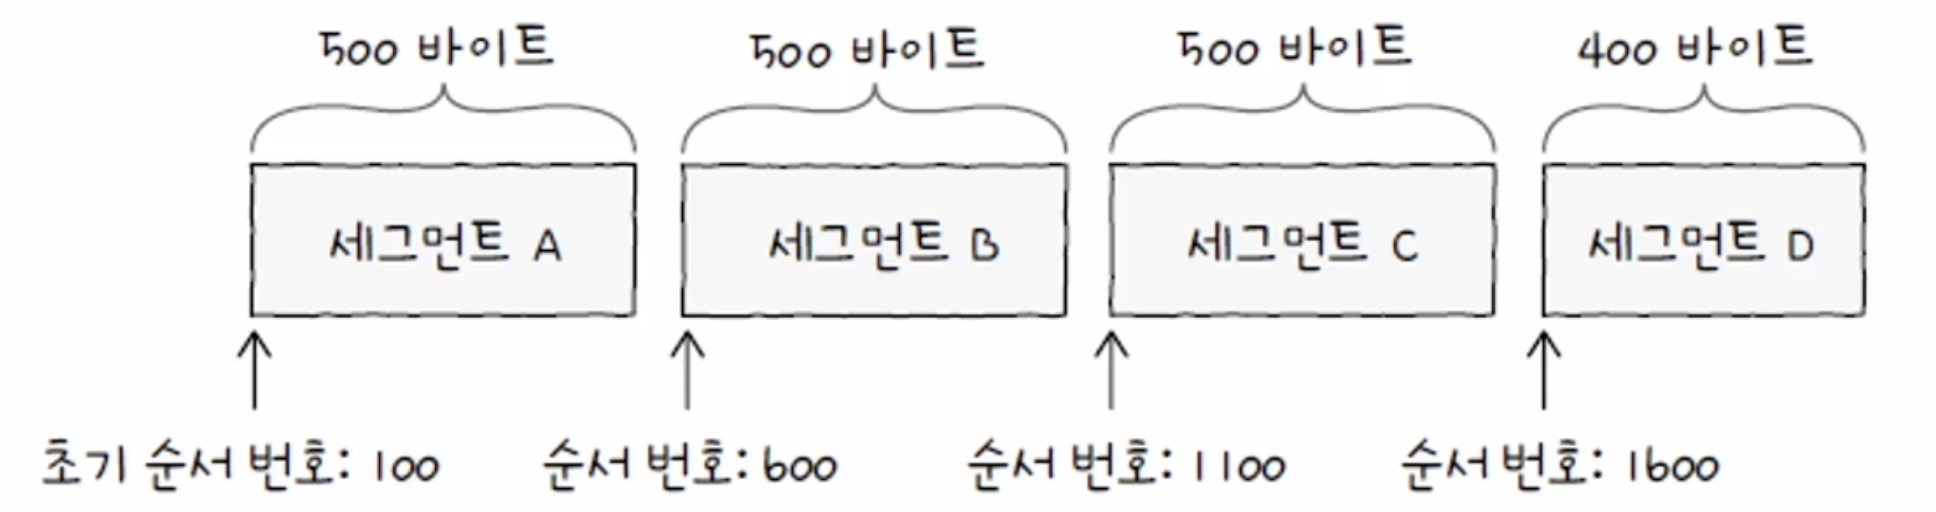 500 바이트
500 바이트
500 바이트
400 바이트
세그먼트 A
세그먼트 B
세그먼트 C
세그먼트 D
초기 순서 번호: 100
순서 번호: 600
순서 번호: 1100
순서 번호: 1600